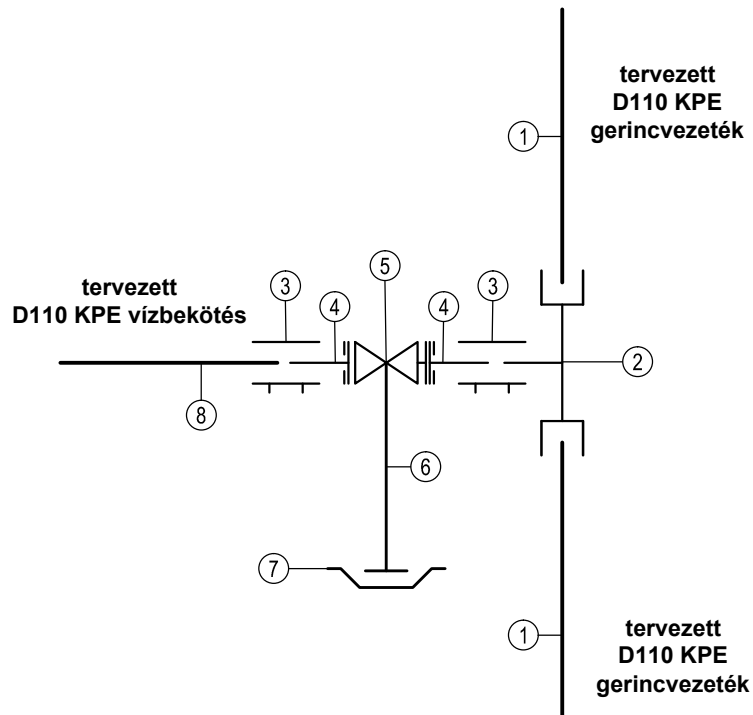 tervezett
D110 KPE
gerincvezeték
1
5
tervezett
D110 KPE vízbekötés
3
4
4
3
2
8
6
7
1
tervezett
D110 KPE
gerincvezeték